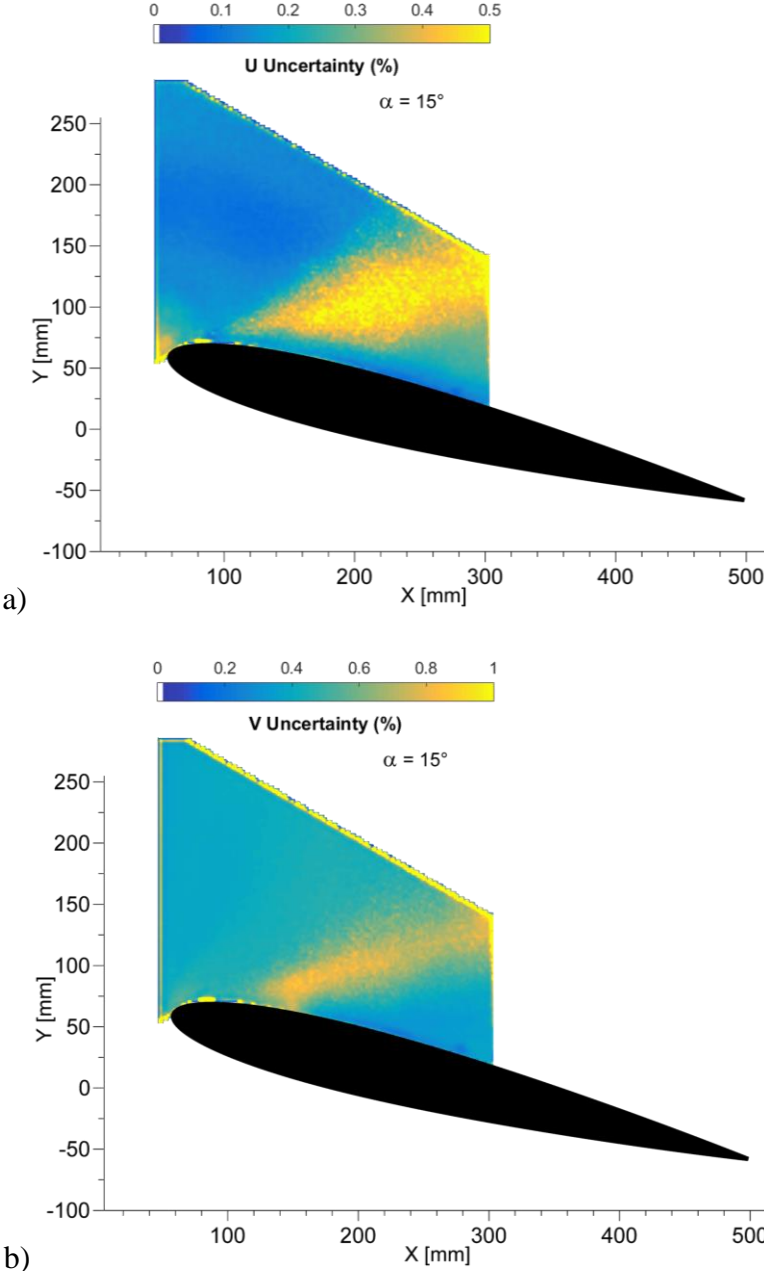 0 0.1 0.2 0.3 0.4 0.5
U Uncertainty (%)
α = 15°
250
200
150
100
50
0
-50
-100
Y [mm]
100 200 300 400 500
X [mm]
a)
0 0.2 0.4 0.6 0.8 1
V Uncertainty (%)
α = 15°
250
200
150
100
50
0
-50
-100
Y [mm]
100 200 300 400 500
X [mm]
b)